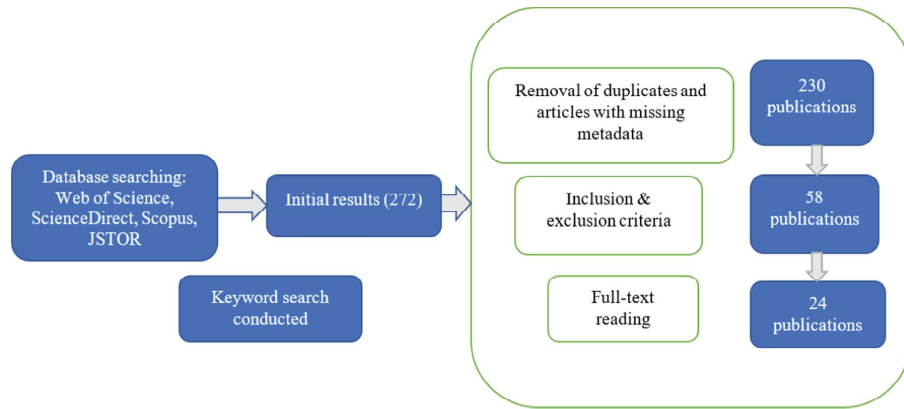 Database searching:
Web of Science,
ScienceDirect, Scopus,
JSTOR
Initial results (272)
Keyword search
conducted
Removal of duplicates and
articles with missing
metadata
230
publications
Inclusion &
exclusion criteria
58
publications
Full-text
reading
24
publications